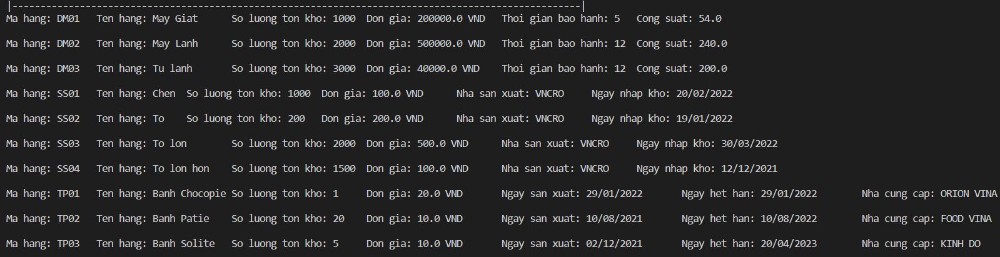 |-----------------------------------------------------------------------------------------------------|
Ma hang: DM01 Ten hang: May Giat So luong ton kho: 1000 Don gia: 200000.0 VND Thoi gian bao hanh: 5 Cong suat: 54.0
Ma hang: DM02 Ten hang: May Lanh So luong ton kho: 2000 Don gia: 500000.0 VND Thoi gian bao hanh: 12 Cong suat: 240.0
Ma hang: DM03 Ten hang: Tu lanh So luong ton kho: 3000 Don gia: 40000.0 VND Thoi gian bao hanh: 12 Cong suat: 200.0
Ma hang: SS01 Ten hang: Chen So luong ton kho: 1000 Don gia: 100.0 VND Nha san xuat: VNCRO Ngay nhap kho: 20/02/2022
Ma hang: SS02 Ten hang: To So luong ton kho: 200 Don gia: 200.0 VND Nha san xuat: VNCRO Ngay nhap kho: 19/01/2022
Ma hang: SS03 Ten hang: To lon So luong ton kho: 2000 Don gia: 500.0 VND Nha san xuat: VNCRO Ngay nhap kho: 30/03/2022
Ma hang: SS04 Ten hang: To lon hon So luong ton kho: 1500 Don gia: 100.0 VND Nha san xuat: VNCRO Ngay nhap kho: 12/12/2021
Ma hang: TP01 Ten hang: Banh Chocopie So luong ton kho: 1 Don gia: 20.0 VND Ngay san xuat: 29/01/2022 Ngay het han: 29/01/2022 Nha cung cap: ORION VINA
Ma hang: TP02 Ten hang: Banh Patie So luong ton kho: 20 Don gia: 10.0 VND Ngay san xuat: 10/08/2021 Ngay het han: 10/08/2022 Nha cung cap: FOOD VINA
Ma hang: TP03 Ten hang: Banh Solite So luong ton kho: 5 Don gia: 10.0 VND Ngay san xuat: 02/12/2021 Ngay het han: 20/04/2023 Nha cung cap: KINH DO